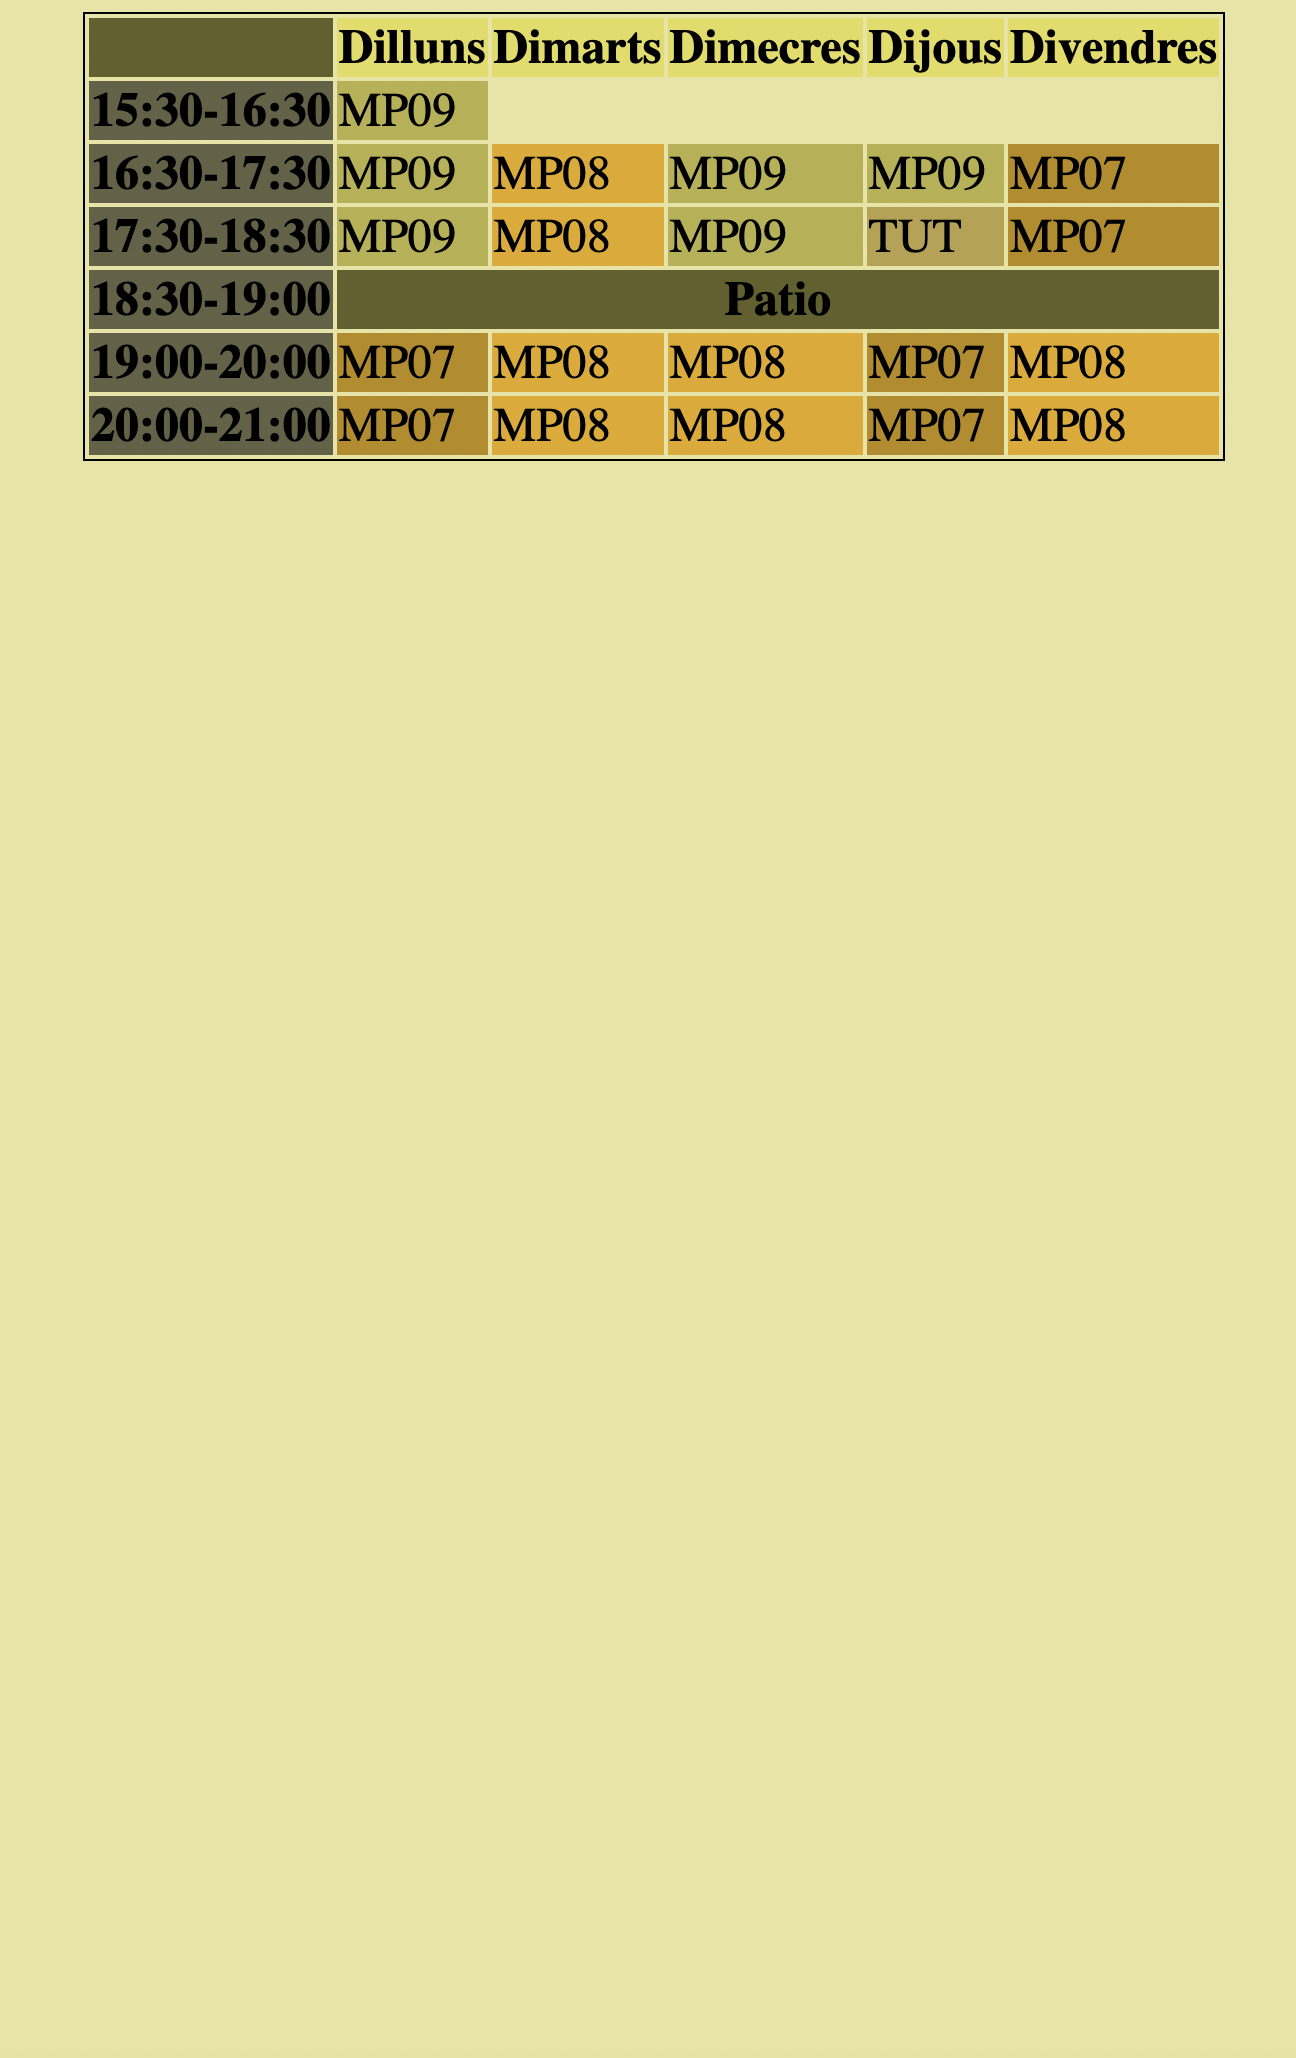 Dilluns Dimarts Dimecres Dijous Divendres
15:30-16:30 MP09
16:30-17:30 MP09 MP08 MP09 MP09 MP07
17:30-18:30 MP09 MP08 MP09 TUT MP07
18:30-19:00 Patio
19:00-20:00 MP07 MP08 MP08 MP07 MP08
20:00-21:00 MP07 MP08 MP08 MP07 MP08